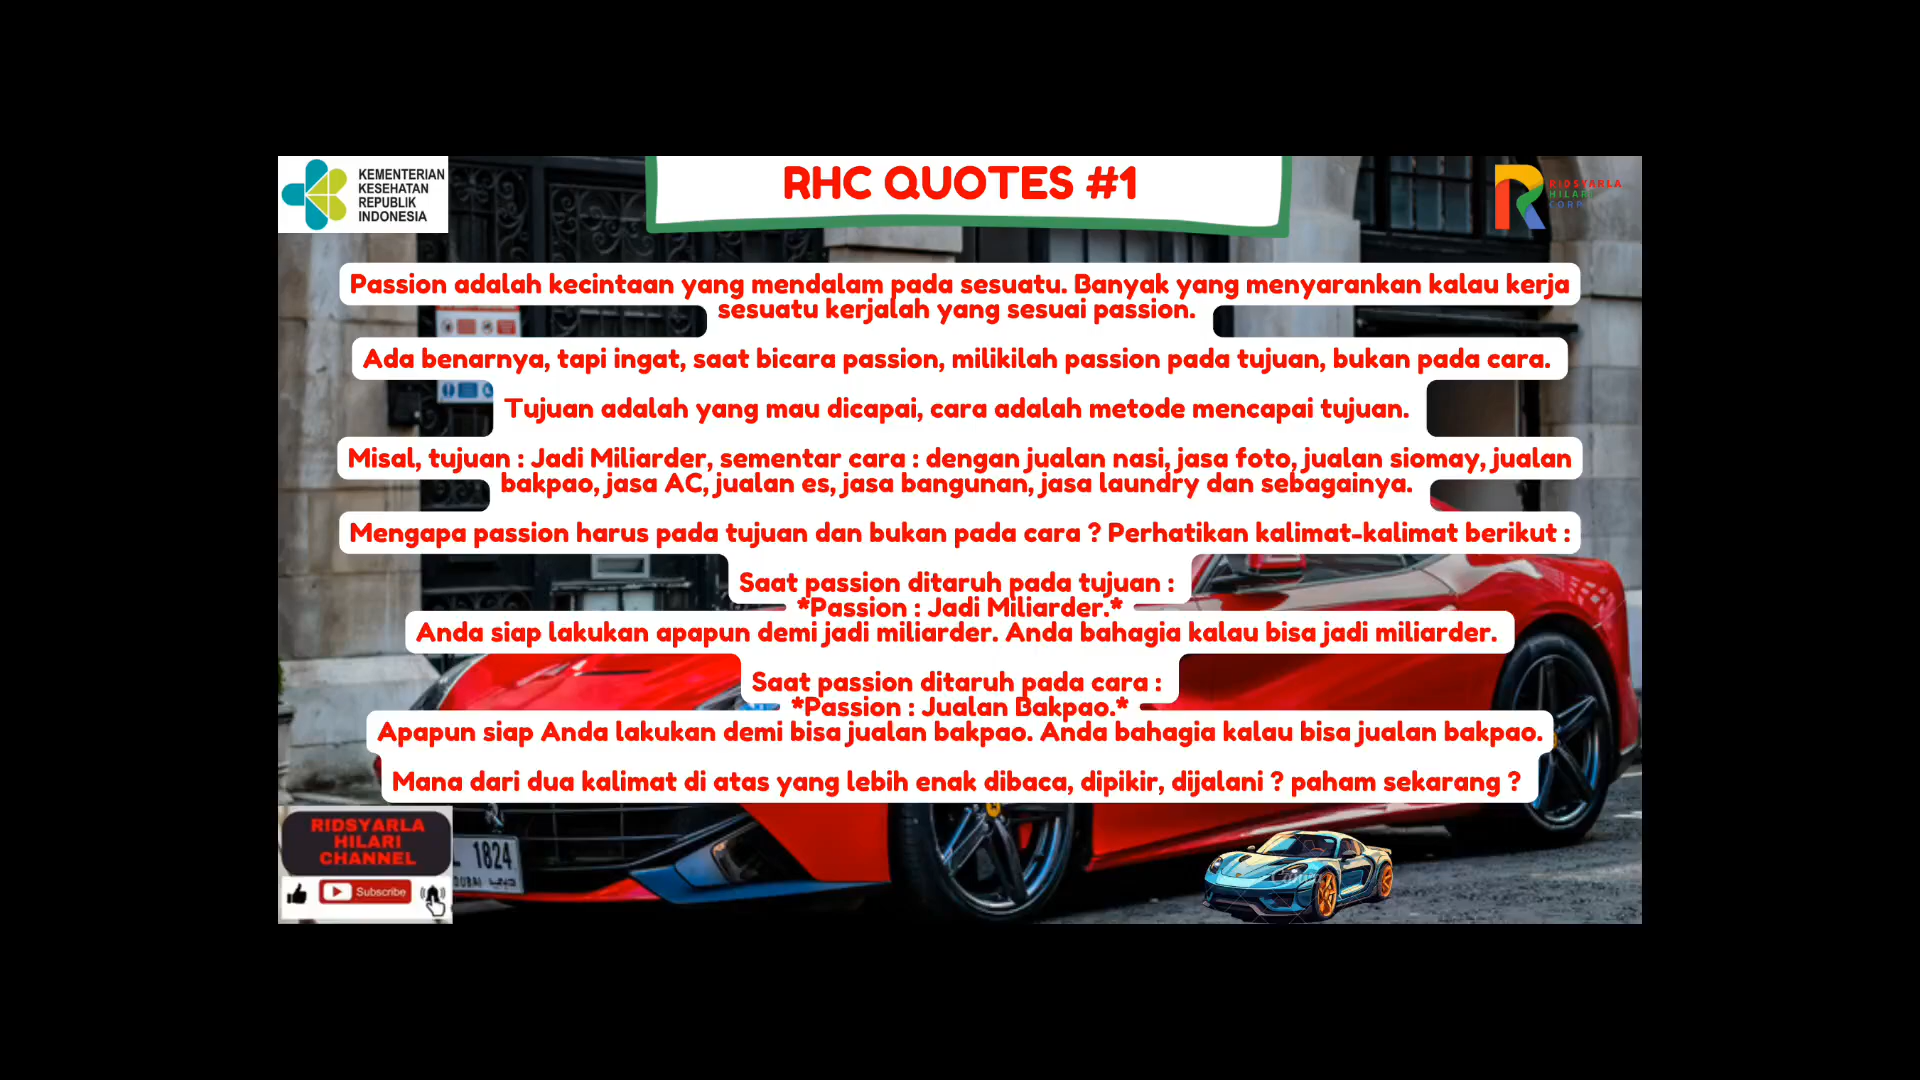 KEMENTERIAN
KESEHATAN
REPUBLIK
INDONESIA
RHC QUOTES #1
RIDSYARLA
HILARI
CORP
Passion adalah kecintaan yang mendalam pada sesuatu. Banyak yang menyarankan kalau kerja
sesuatu kerjalah yang sesuai passion.
Ada benarnya, tapi ingat, saat bicara passion, milikilah passion pada tujuan, bukan pada cara.
Tujuan adalah yang mau dicapai, cara adalah metode mencapai tujuan.
Misal, tujuan : Jadi Miliarder, sementar cara : dengan jualan nasi, jasa foto, jualan siomay, jualan
bakpao, jasa AC, jualan es, jasa bangunan, jasa laundry dan sebagainya.
Mengapa passion harus pada tujuan dan bukan pada cara ? Perhatikan kalimat-kalimat berikut :
Saat passion ditaruh pada tujuan :
*Passion : Jadi Miliarder.*
Anda siap lakukan apapun demi jadi miliarder. Anda bahagia kalau bisa jadi miliarder.
Saat passion ditaruh pada cara :
*Passion : Jualan Bakpao.*
Apapun siap Anda lakukan demi bisa jualan bakpao. Anda bahagia kalau bisa jualan bakpao.
Mana dari dua kalimat di atas yang lebih enak dibaca, dipikir, dijalani ? paham sekarang ?
RIDSYARLA
HILARI
CHANNEL
Subscribe
L 1824
DUBAI دبي